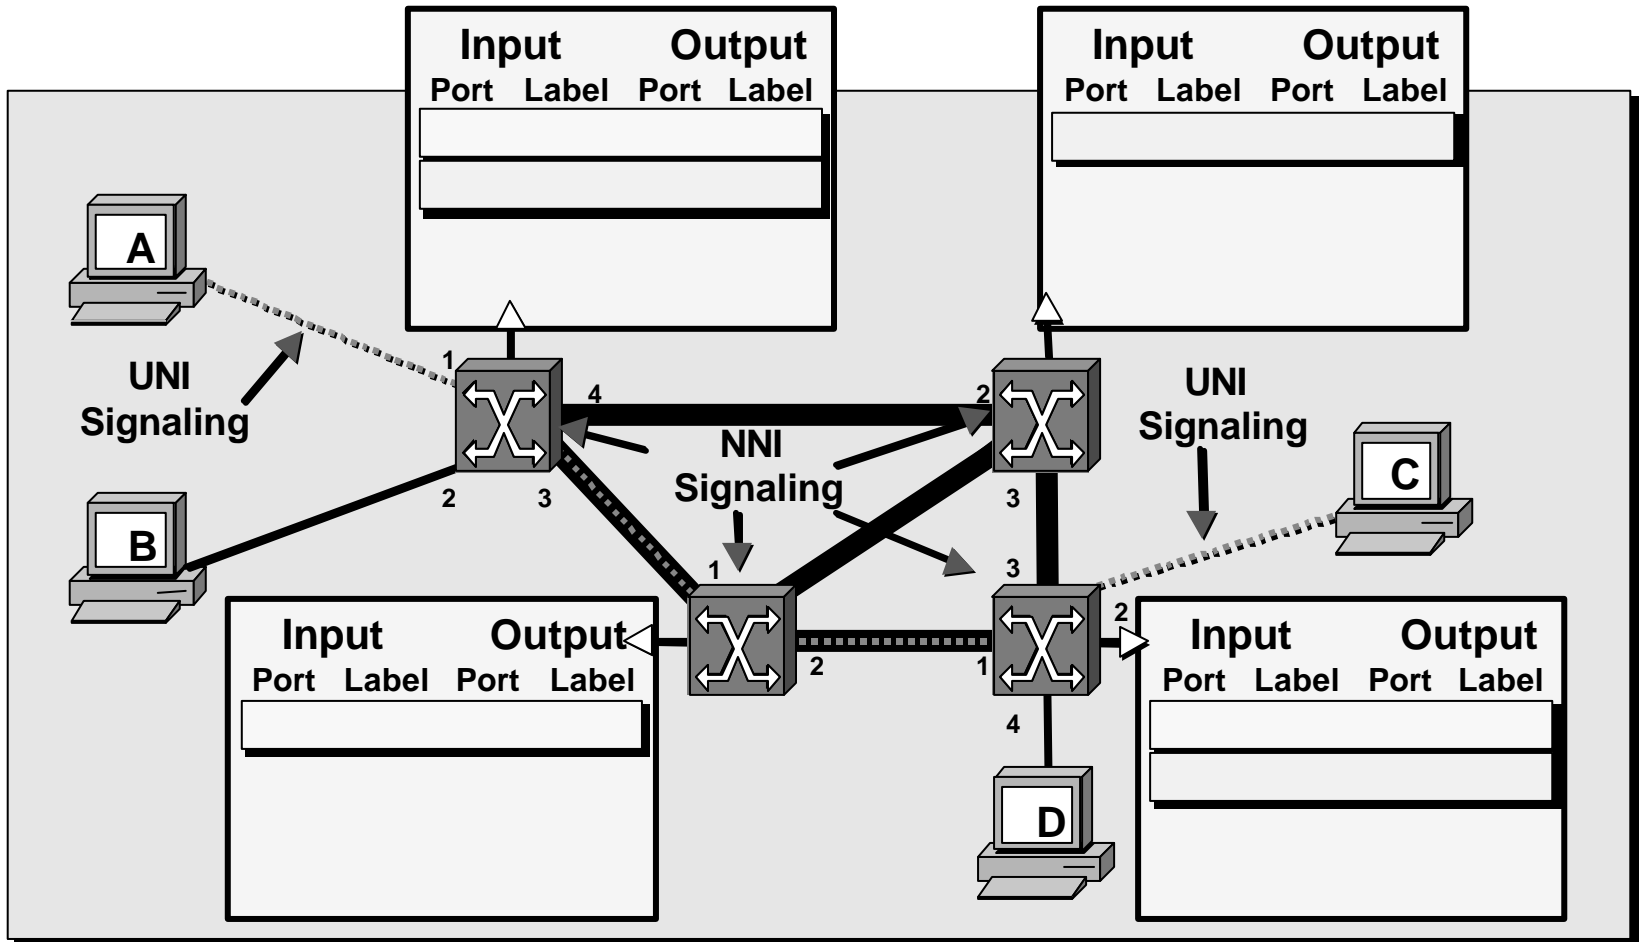 Input Output
Port Label Port Label
Input Output
Port Label Port Label
A
UNI
Signaling
1
4
2
3
B
NNI
Signaling
2
3
UNI
Signaling
C
1
2
3
2
1
4
D
Input Output
Port Label Port Label
Input Output
Port Label Port Label